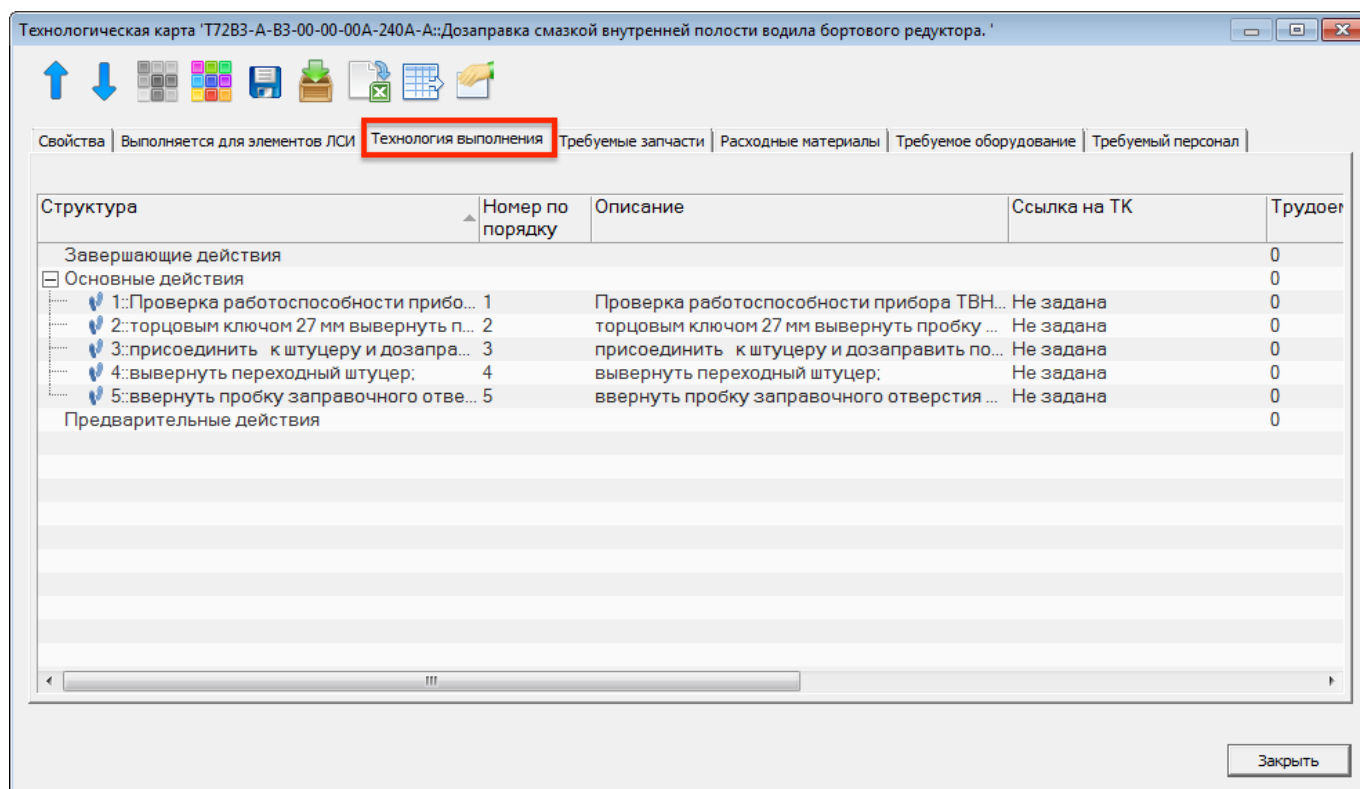 Технологическая карта 'Т72Б3-А-В3-00-00-00А-240А-А::Дозаправка смазкой внутренней полости водила бортового редуктора. '
Свойства Выполняется для элементов ЛСИ Технология выполнения Требуемые запчасти Расходные материалы Требуемое оборудование Требуемый персонал
Структура Номер по порядку Описание Ссылка на ТК Трудоем
Завершающие действия 0
Основные действия 0
1::Проверка работоспособности прибо... 1 Проверка работоспособности прибора ТВН... Не задана 0
2::торцовым ключом 27 мм вывернуть п... 2 торцовым ключом 27 мм вывернуть пробку ... Не задана 0
3::присоединить к штуцеру и дозапра... 3 присоединить к штуцеру и дозаправить по... Не задана 0
4::вывернуть переходный штуцер; 4 вывернуть переходный штуцер; Не задана 0
5::ввернуть пробку заправочного отве... 5 ввернуть пробку заправочного отверстия ... Не задана 0
Предварительные действия 0
Закрыть